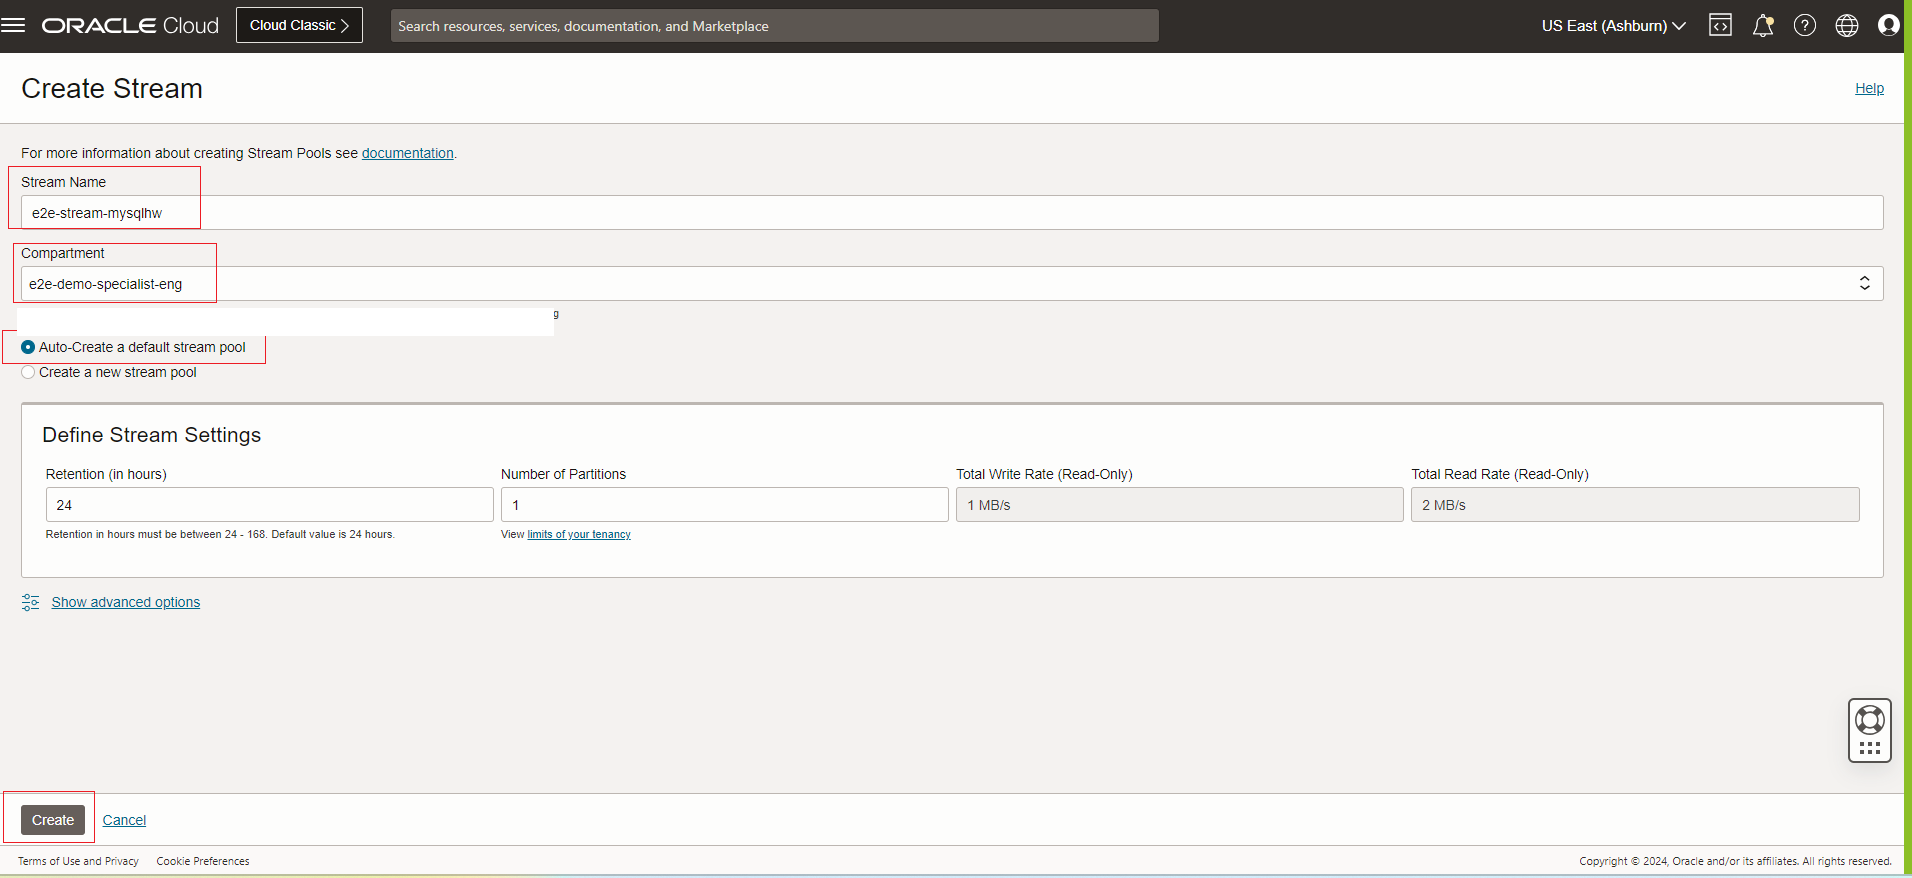 ORACLE Cloud
Cloud Classic
Search resources, services, documentation, and Marketplace
US East (Ashburn)
Create Stream
Help
For more information about creating Stream Pools see documentation.
Stream Name
e2e-stream-mysqlhw
Compartment
e2e-demo-specialist-eng
g
Auto-Create a default stream pool
Create a new stream pool
Define Stream Settings
Retention (in hours)
24
Retention in hours must be between 24 - 168. Default value is 24 hours.
Number of Partitions
1
View limits of your tenancy
Total Write Rate (Read-Only)
1 MB/s
Total Read Rate (Read-Only)
2 MB/s
Show advanced options
Create
Cancel
Terms of Use and Privacy
Cookie Preferences
Copyright © 2024, Oracle and/or its affiliates. All rights reserved.